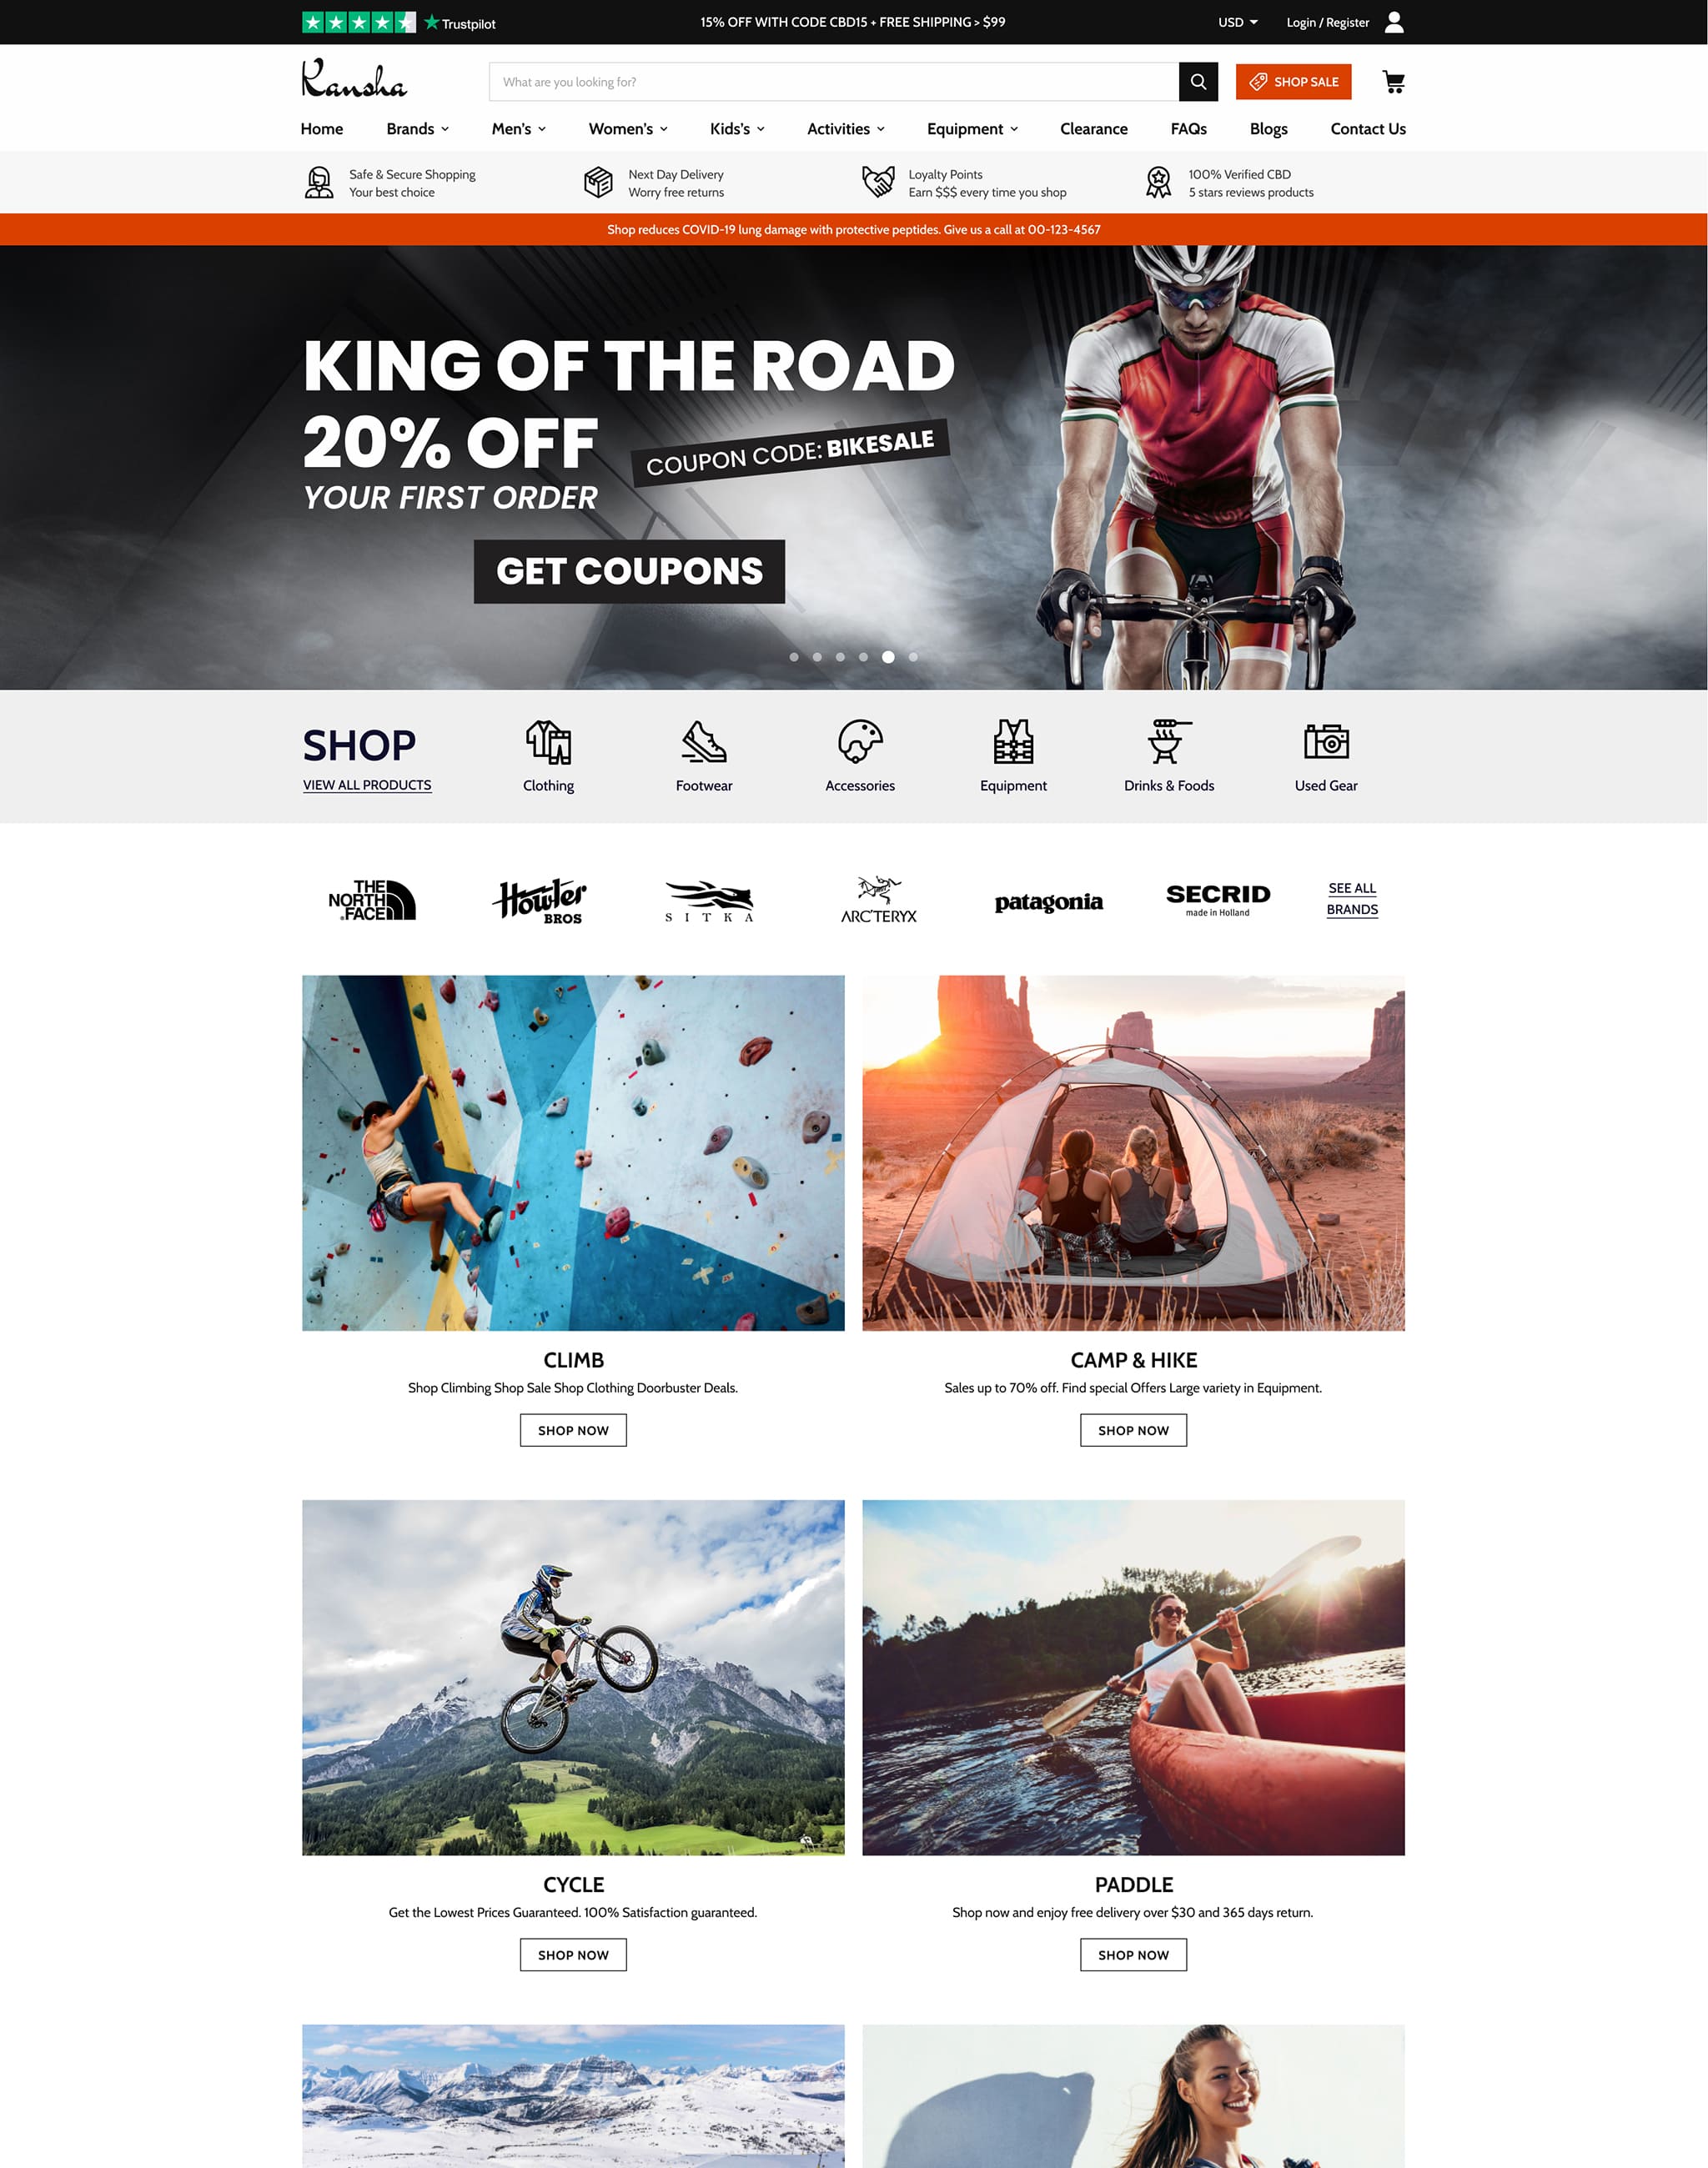 Trustpilot
15% OFF WITH CODE CBD15 + FREE SHIPPING > $99
USD
Login / Register
Kansha
What are you looking for?
SHOP SALE
Home
Brands
Men's
Women's
Kids's
Activities
Equipment
Clearance
FAQs
Blogs
Contact Us
Safe & Secure Shopping
Your best choice
Next Day Delivery
Worry free returns
Loyalty Points
Earn $$$ every time you shop
100% Verified CBD
5 stars reviews products
Shop reduces COVID-19 lung damage with protective peptides. Give us a call at 00-123-4567
KING OF THE ROAD
20% OFF
COUPON CODE: BIKESALE
YOUR FIRST ORDER
GET COUPONS
SHOP
VIEW ALL PRODUCTS
Clothing
Footwear
Accessories
Equipment
Drinks & Foods
Used Gear
THE
NORTH
FACE
Howler
BROS
SITKA
ARC'TERYX
patagonia
SECRID
made in Holland
SEE ALL
BRANDS
CLIMB
Shop Climbing Shop Sale Shop Clothing Doorbuster Deals.
SHOP NOW
CAMP & HIKE
Sales up to 70% off. Find special Offers Large variety in Equipment.
SHOP NOW
CYCLE
Get the Lowest Prices Guaranteed. 100% Satisfaction guaranteed.
SHOP NOW
PADDLE
Shop now and enjoy free delivery over $30 and 365 days return.
SHOP NOW